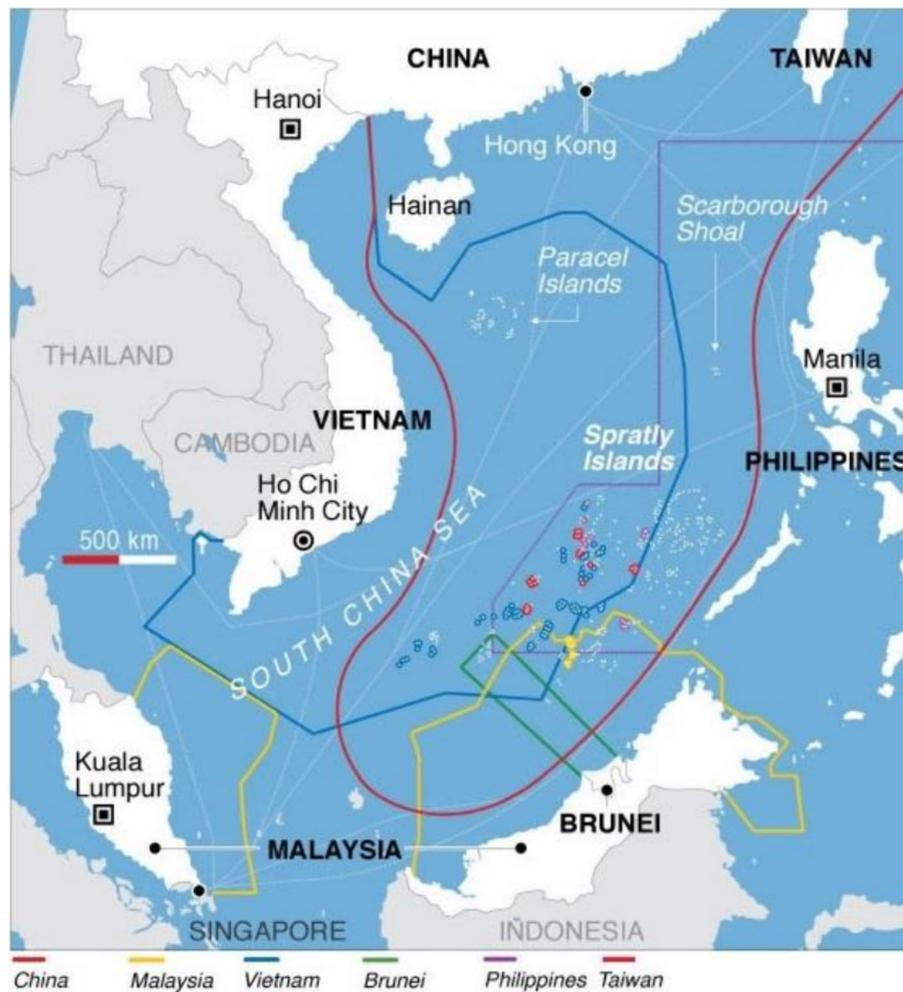 CHINA
TAIWAN
Hanoi
Hong Kong
Hainan
Scarborough
Shoal
Paracel
Islands
THAILAND
Manila
VIETNAM
CAMBODIA
Spratly
Islands
PHILIPPINES
Ho Chi
Minh City
500 km
SOUTH CHINA SEA
Kuala
Lumpur
BRUNEI
MALAYSIA
SINGAPORE
INDONESIA
China
Malaysia
Vietnam
Brunei
Philippines
Taiwan